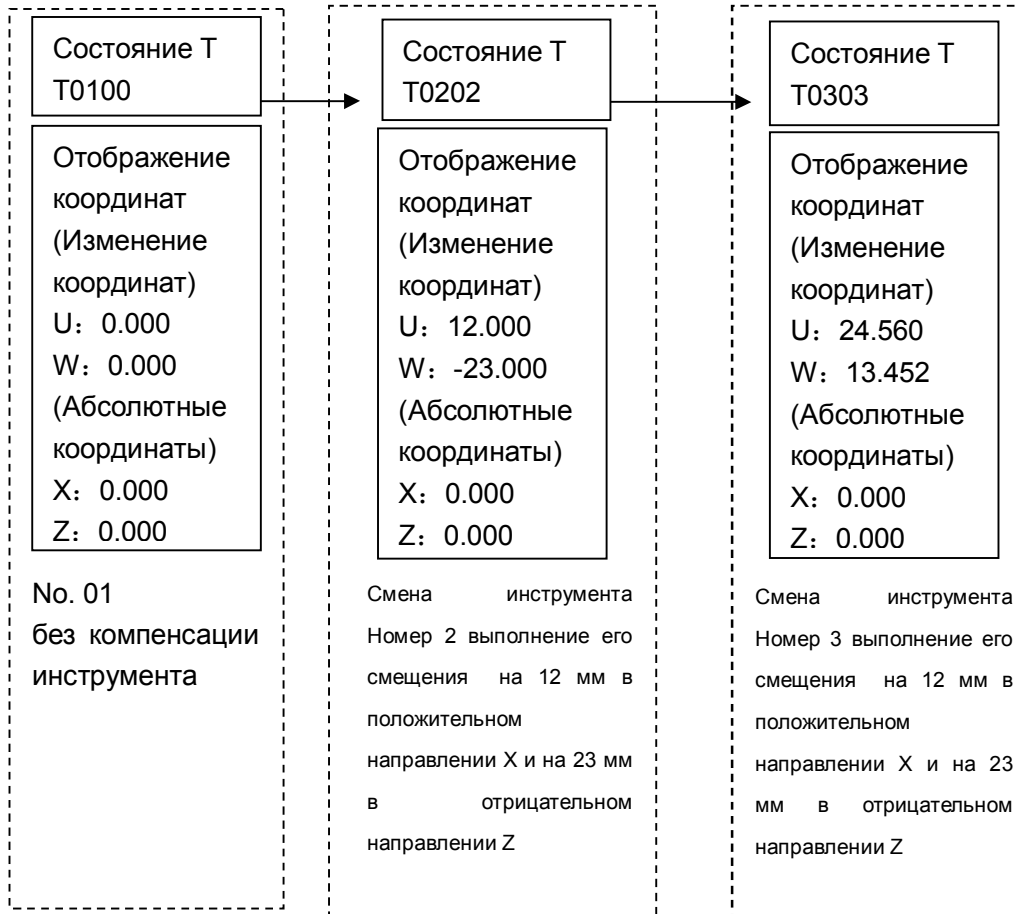 Состояние Т
T0100
Отображение
координат
(Изменение
координат)
U： 0.000
W： 0.000
(Абсолютные
координаты)
X： 0.000
Z： 0.000
No. 01
без компенсации
инструмента
Состояние Т
T0202
Отображение
координат
(Изменение
координат)
U： 12.000
W： -23.000
(Абсолютные
координаты)
X： 0.000
Z： 0.000
Смена инструмента
Номер 2 выполнение его
смещения на 12 мм в
положительном
направлении X и на 23 мм
в отрицательном
направлении Z
Состояние Т
T0303
Отображение
координат
(Изменение
координат)
U： 24.560
W： 13.452
(Абсолютные
координаты)
X： 0.000
Z： 0.000
Смена инструмента
Номер 3 выполнение его
смещения на 12 мм в
положительном
направлении X и на 23
мм в отрицательном
направлении Z